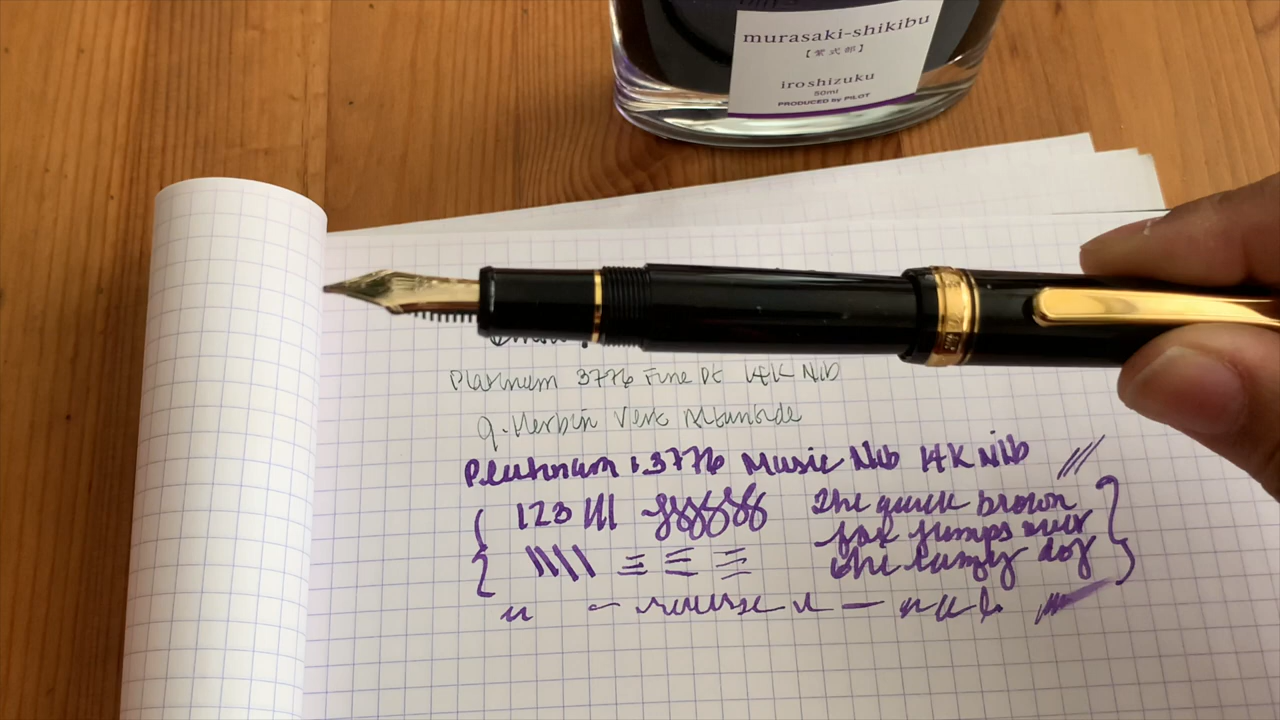 murasaki-shikibu
【紫式部】
iroshizuku
50ml
PRODUCED by PILOT
Platinum 3776 Fine Pt 14K Nib
J. Herbin Vert
Platinum 3776 Music Nib 14K Nib
123 The quick brown
fox jumps over
the lazy dog
reverse